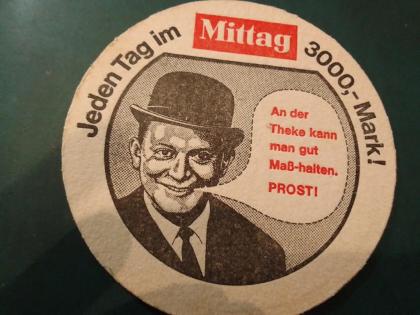 Jeden Tag im Mittag 3000,- Mark!
An der
Theke kann
man gut
Maß-halten.
PROST!